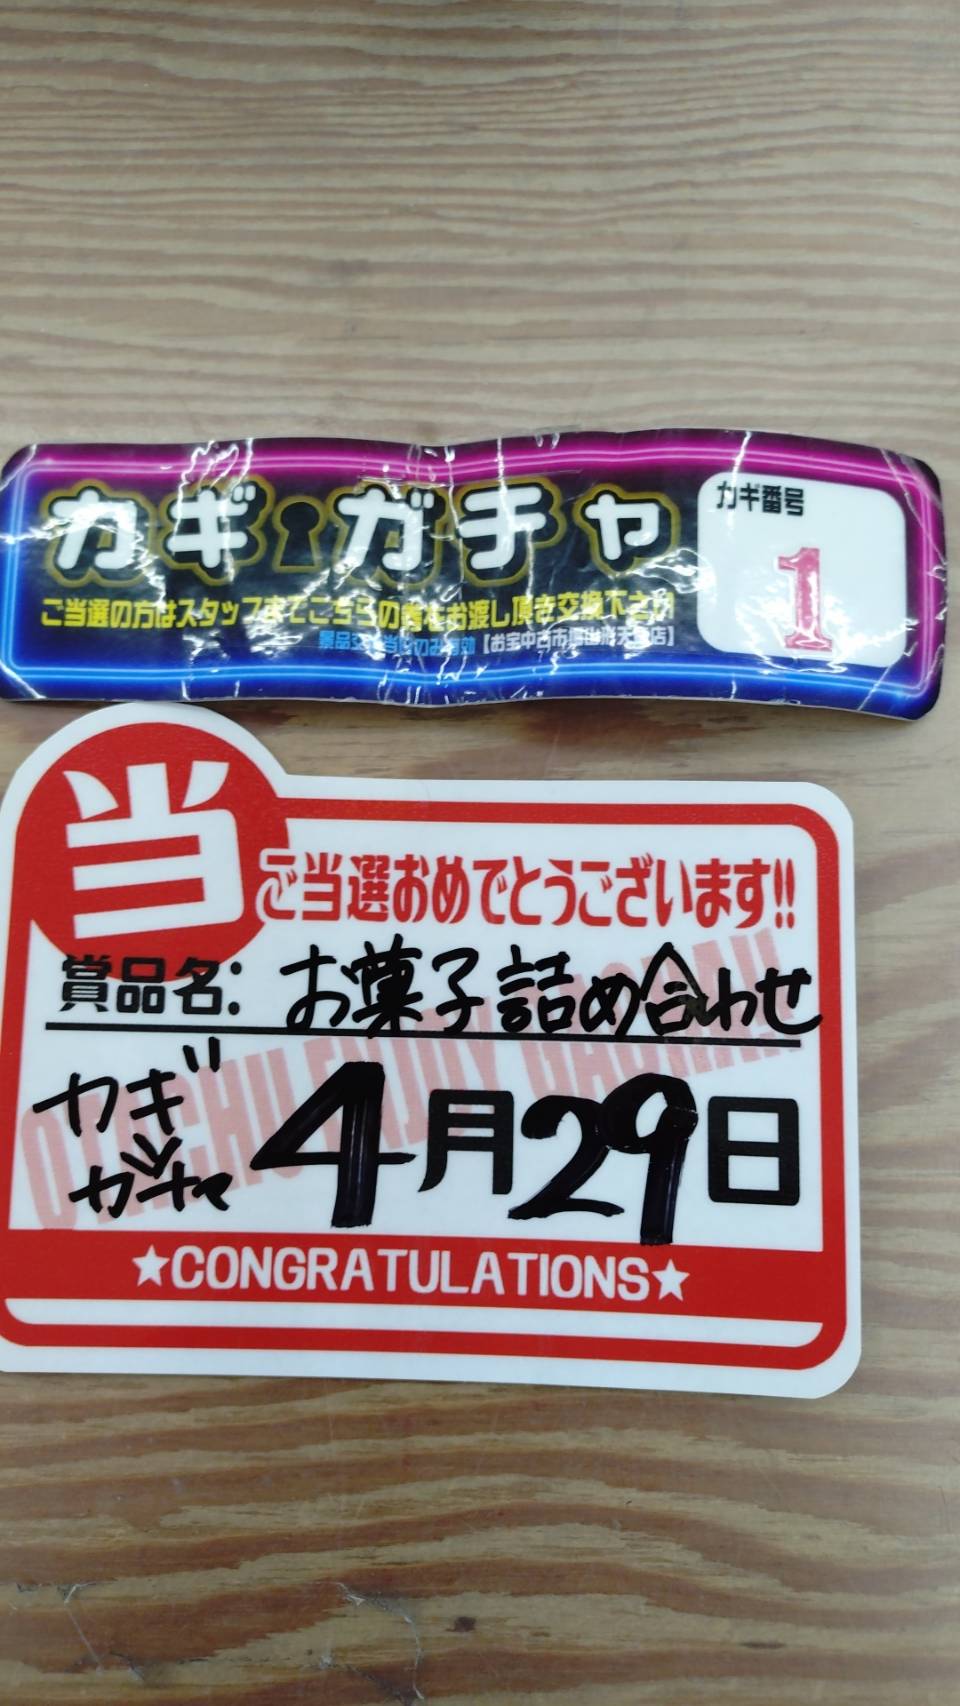 カギガチャ
カギ番号
1
ご当選の方はスタッフまでこちらの券をお渡し頂き交換下さい
当
ご当選おめでとうございます!!
賞品名: お菓子詰め合わせ
カギ
ガチャ
4月29日
★CONGRATULATIONS★